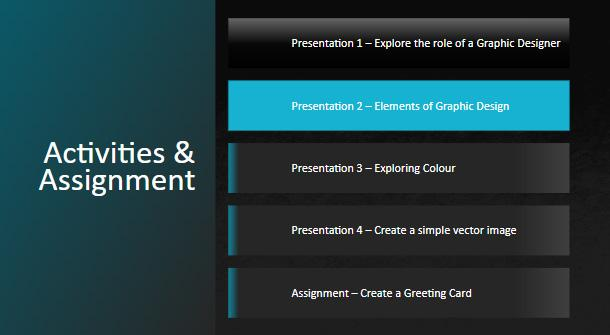 Activities &
Assignment
Presentation 1 – Explore the role of a Graphic Designer
Presentation 2 – Elements of Graphic Design
Presentation 3 – Exploring Colour
Presentation 4 – Create a simple vector image
Assignment – Create a Greeting Card